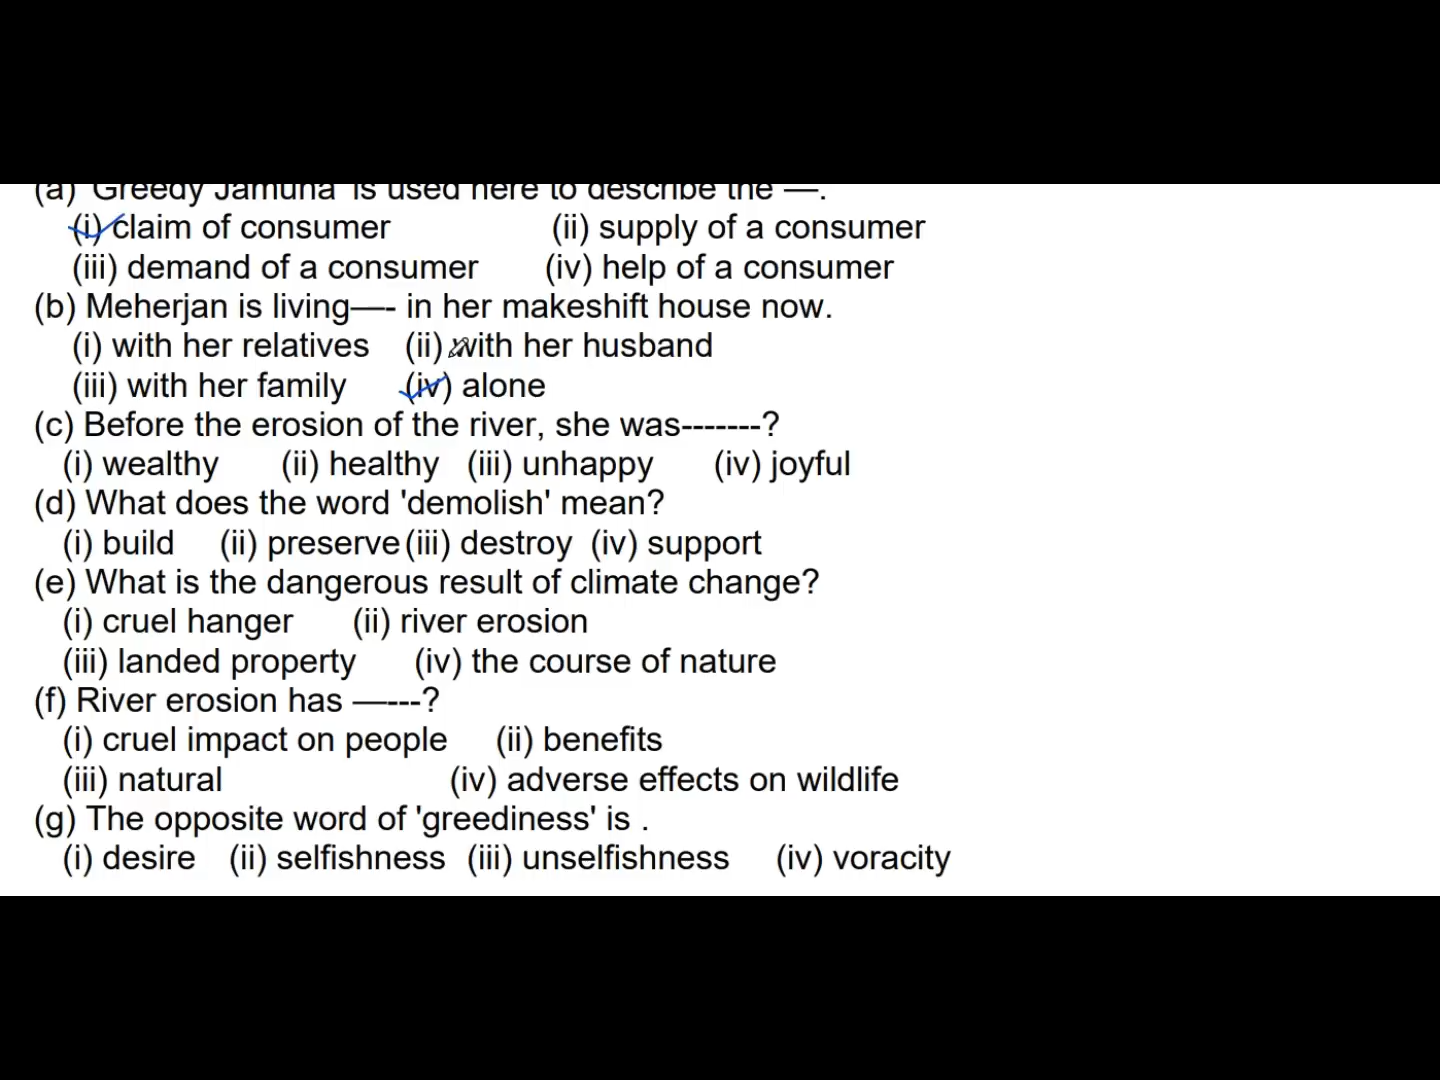 (a) 'Greedy Jamuna' is used here to describe the —.
(i) claim of consumer (ii) supply of a consumer
(iii) demand of a consumer (iv) help of a consumer
(b) Meherjan is living—- in her makeshift house now.
(i) with her relatives (ii) with her husband
(iii) with her family (iv) alone
(c) Before the erosion of the river, she was-------?
(i) wealthy (ii) healthy (iii) unhappy (iv) joyful
(d) What does the word 'demolish' mean?
(i) build (ii) preserve (iii) destroy (iv) support
(e) What is the dangerous result of climate change?
(i) cruel hanger (ii) river erosion
(iii) landed property (iv) the course of nature
(f) River erosion has —---?
(i) cruel impact on people (ii) benefits
(iii) natural (iv) adverse effects on wildlife
(g) The opposite word of 'greediness' is .
(i) desire (ii) selfishness (iii) unselfishness (iv) voracity